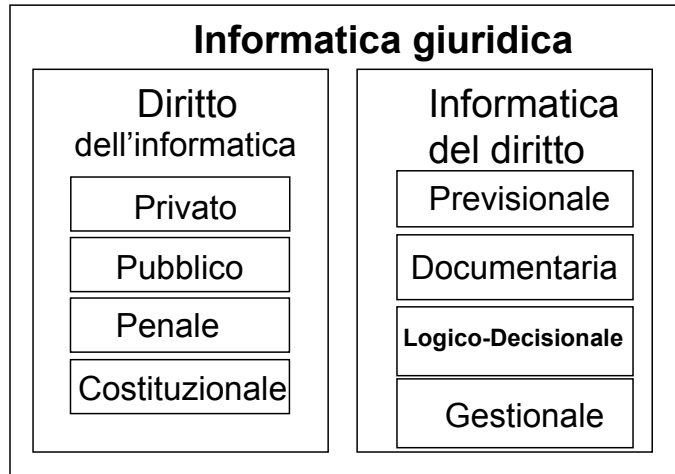 Informatica giuridica
Diritto
dell'informatica
Privato
Pubblico
Penale
Costituzionale
Informatica
del diritto
Previsionale
Documentaria
Logico-Decisionale
Gestionale